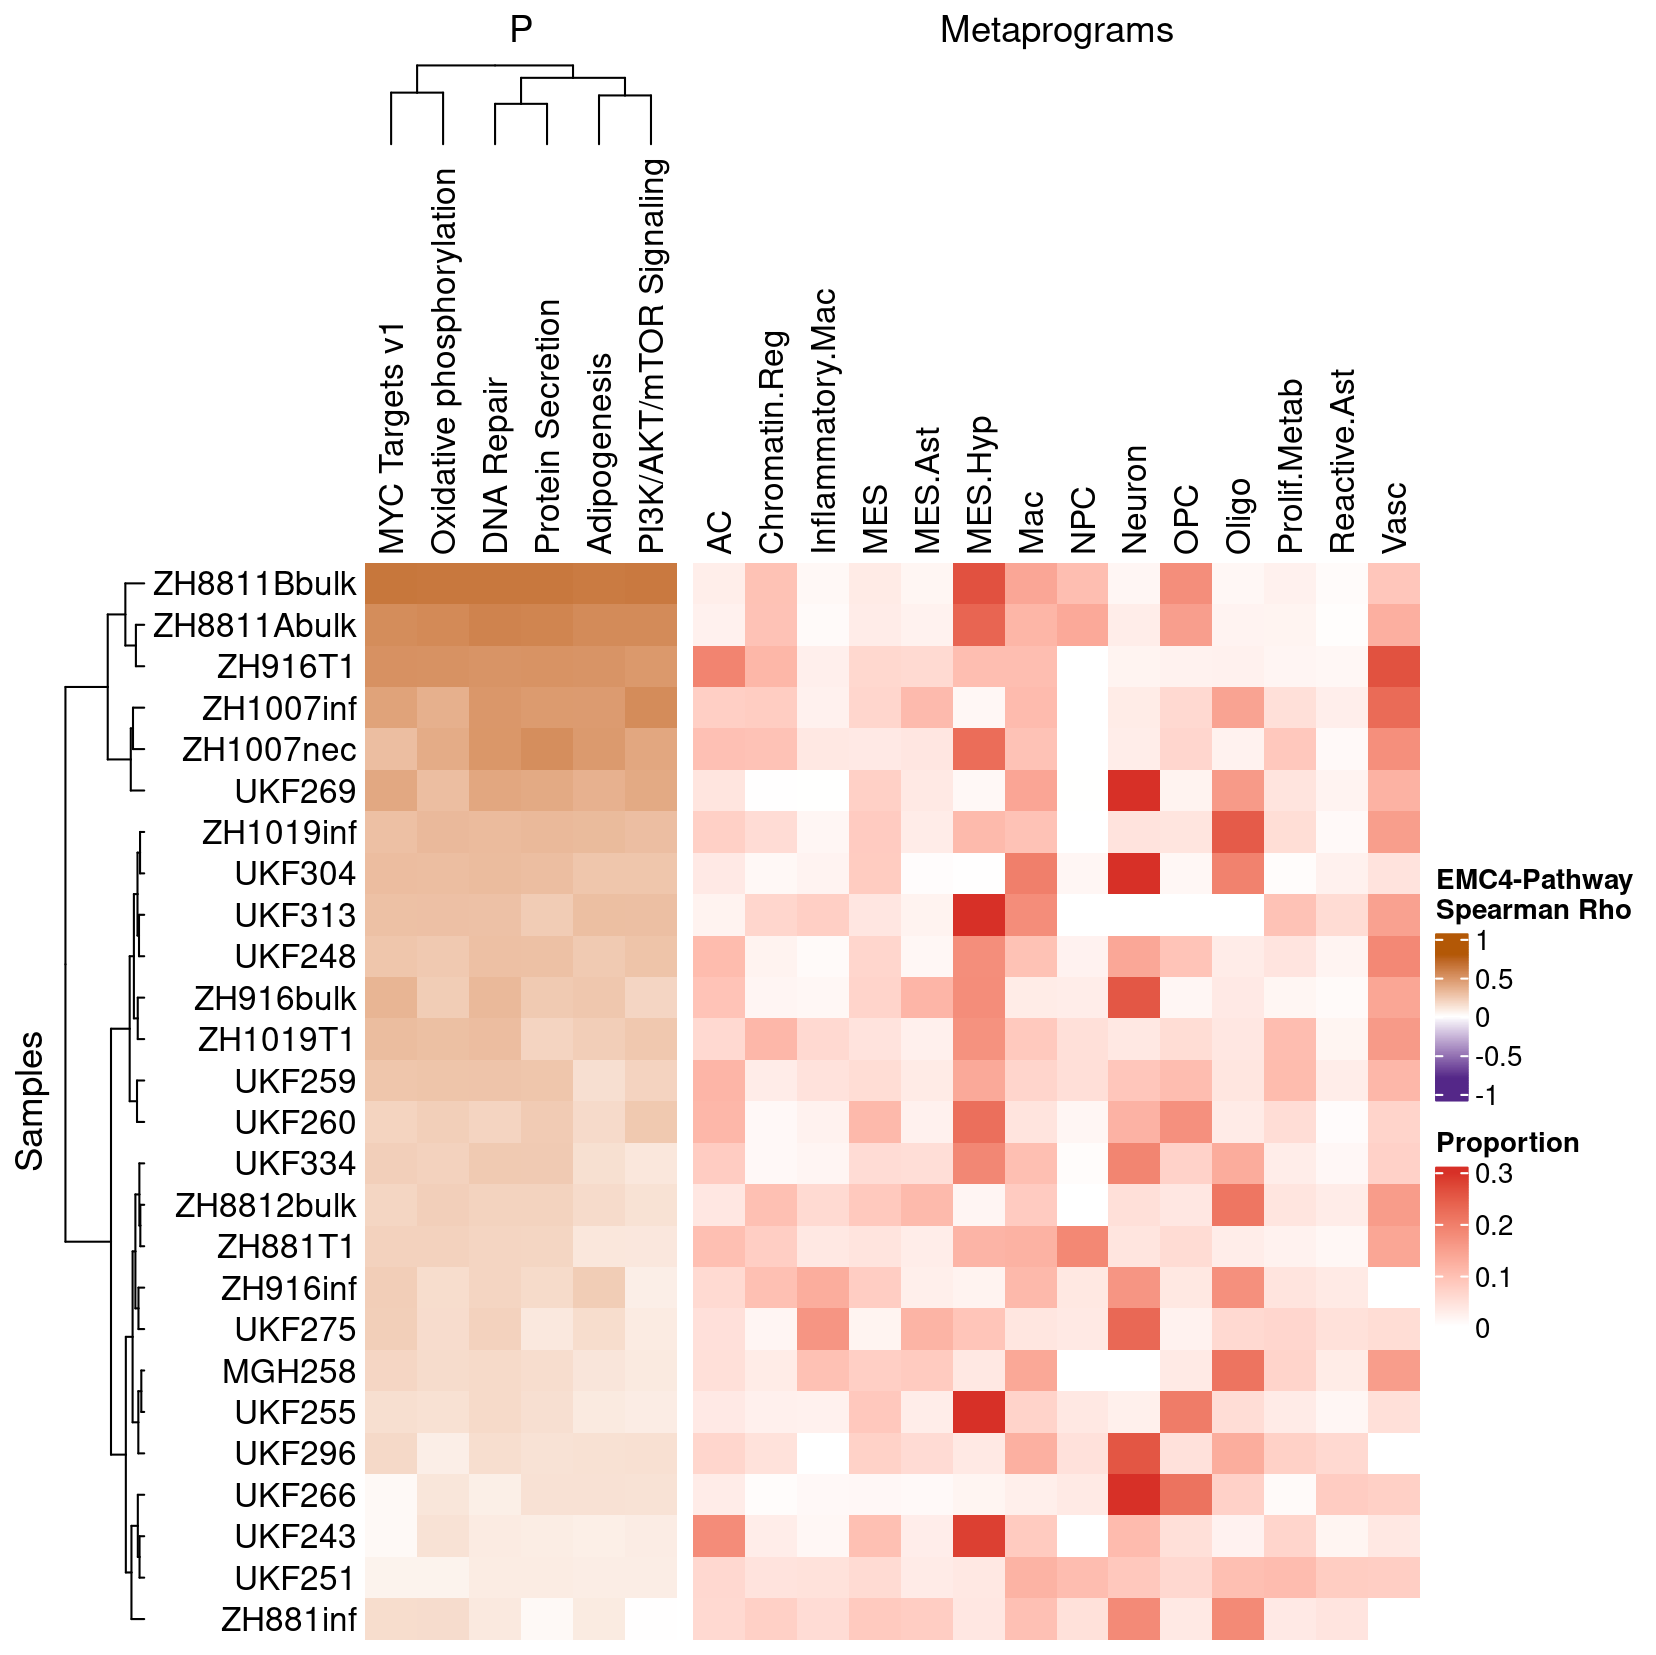 P
Metaprograms
MYC Targets v1
Oxidative phosphorylation
DNA Repair
Protein Secretion
Adipogenesis
PI3K/AKT/mTOR Signaling
AC
Chromatin.Reg
Inflammatory.Mac
MES
MES.Ast
MES.Hyp
Mac
NPC
Neuron
OPC
Oligo
Prolif.Metab
Reactive.Ast
Vasc
Samples
ZH8811Bbulk
ZH8811Abulk
ZH916T1
ZH1007inf
ZH1007nec
UKF269
ZH1019inf
UKF304
UKF313
UKF248
ZH916bulk
ZH1019T1
UKF259
UKF260
UKF334
ZH8812bulk
ZH881T1
ZH916inf
UKF275
MGH258
UKF255
UKF296
UKF266
UKF243
UKF251
ZH881inf
EMC4-Pathway
Spearman Rho
1
0.5
0
-0.5
-1
Proportion
0.3
0.2
0.1
0